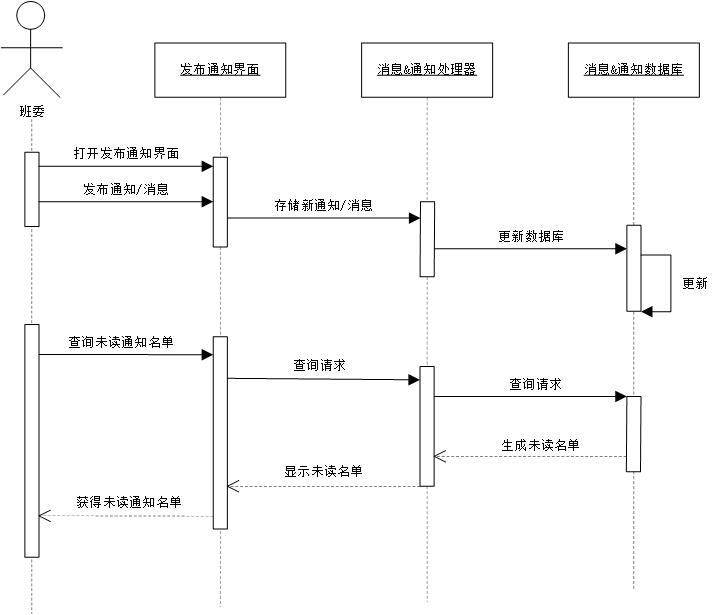 发布通知界面
消息&通知处理器
消息&通知数据库
班委
打开发布通知界面
发布通知/消息
存储新通知/消息
更新数据库
更新
查询未读通知名单
查询请求
查询请求
生成未读名单
显示未读名单
获得未读通知名单